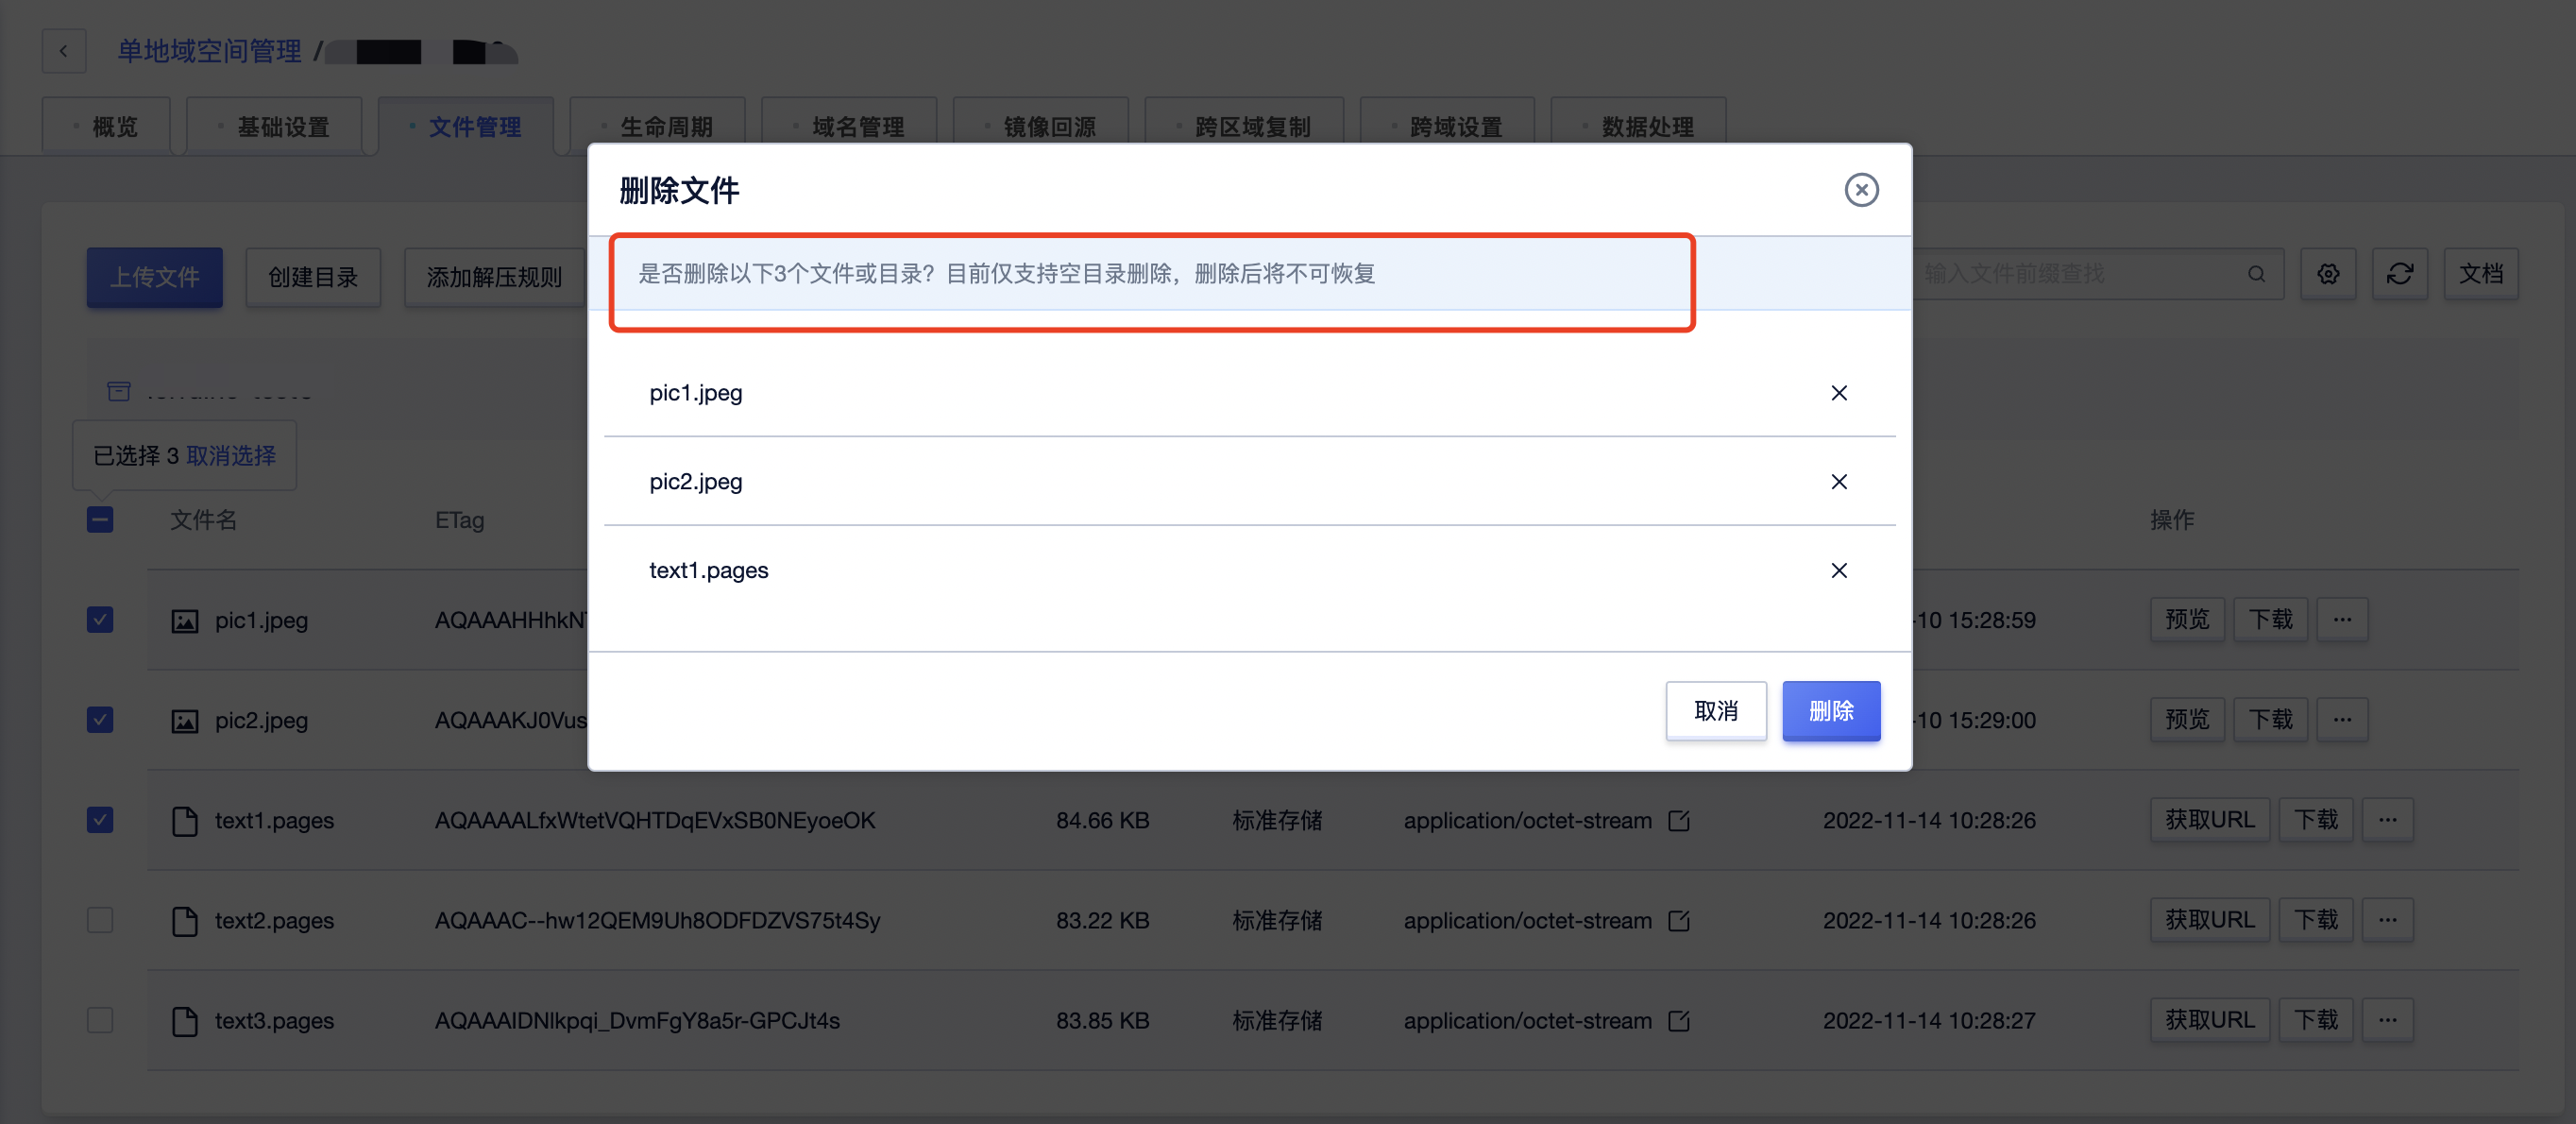 单地域空间管理 /
概览 基础设置 文件管理 生命周期 域名管理 镜像回源 跨区域复制 跨域设置 数据处理
删除文件
是否删除以下3个文件或目录？目前仅支持空目录删除，删除后将不可恢复
上传文件 创建目录 添加解压规则 输入文件前缀查找 文档
pic1.jpeg
pic2.jpeg
text1.pages
取消 删除
已选择 3 取消选择
文件名 ETag 操作
pic1.jpeg AQAAAHHhkN -10 15:28:59 预览 下载 ···
pic2.jpeg AQAAAKJ0Vus -10 15:29:00 预览 下载 ···
text1.pages AQAAAALfxWtetVQHTDqEVxSB0NEyoeOK 84.66 KB 标准存储 application/octet-stream 2022-11-14 10:28:26 获取URL 下载 ···
text2.pages AQAAAC--hw12QEM9Uh8ODFDZVS75t4Sy 83.22 KB 标准存储 application/octet-stream 2022-11-14 10:28:26 获取URL 下载 ···
text3.pages AQAAAIDNlkpqi_DvmFgY8a5r-GPCJt4s 83.85 KB 标准存储 application/octet-stream 2022-11-14 10:28:27 获取URL 下载 ···